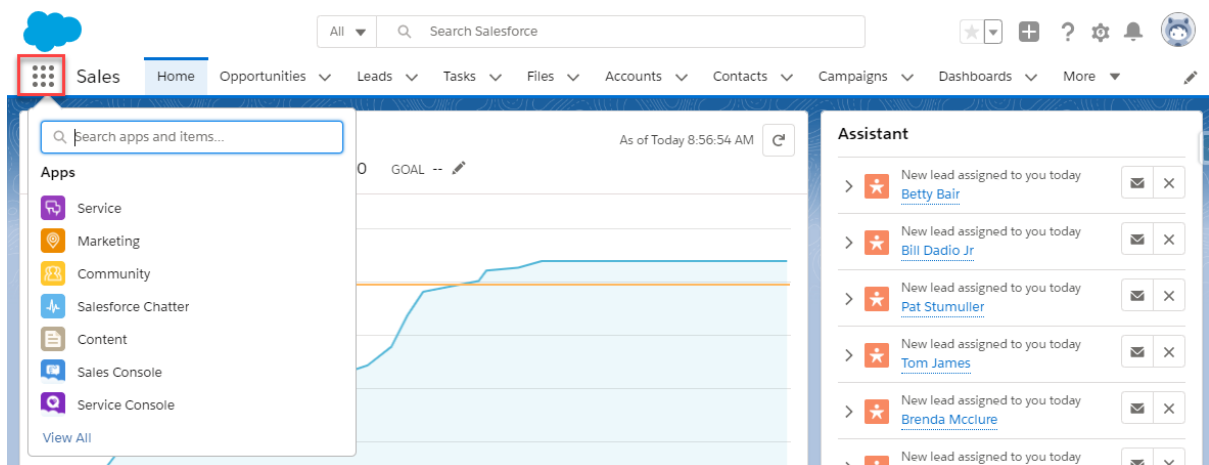 All
Search Salesforce
Sales
Home
Opportunities
Leads
Tasks
Files
Accounts
Contacts
Campaigns
Dashboards
More
Search apps and items...
Apps
Service
Marketing
Community
Salesforce Chatter
Content
Sales Console
Service Console
View All
As of Today 8:56:54 AM
0 GOAL --
Assistant
New lead assigned to you today
Betty Bair
New lead assigned to you today
Bill Dadio Jr
New lead assigned to you today
Pat Stumuller
New lead assigned to you today
Tom James
New lead assigned to you today
Brenda Mcclure
New lead assigned to you today